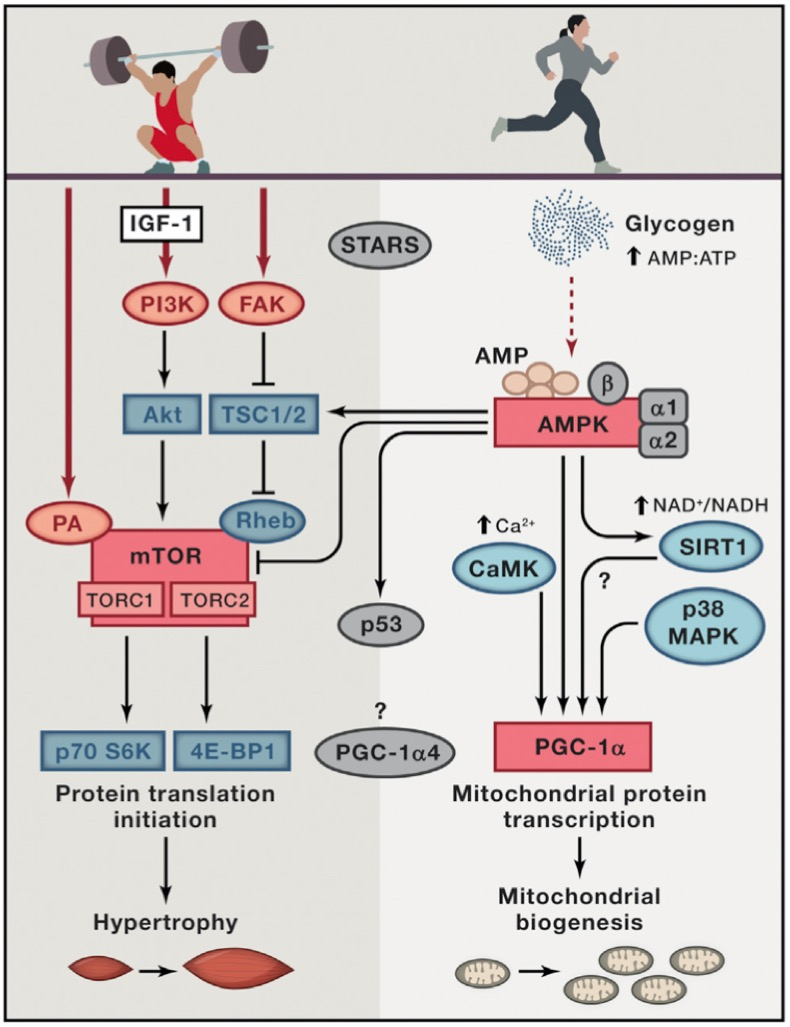 IGF-1
STARS
Glycogen
⬆ AMP:ATP
PI3K
FAK
AMP
β
Akt
TSC1/2
AMPK
α1
α2
PA
Rheb
mTOR
TORC1
TORC2
⬆ Ca²⁺
CaMK
⬆ NAD⁺/NADH
SIRT1
?
p53
p38
MAPK
?
p70 S6K
4E-BP1
PGC-1α4
PGC-1α
Protein translation
initiation
Mitochondrial protein
transcription
Hypertrophy
Mitochondrial
biogenesis